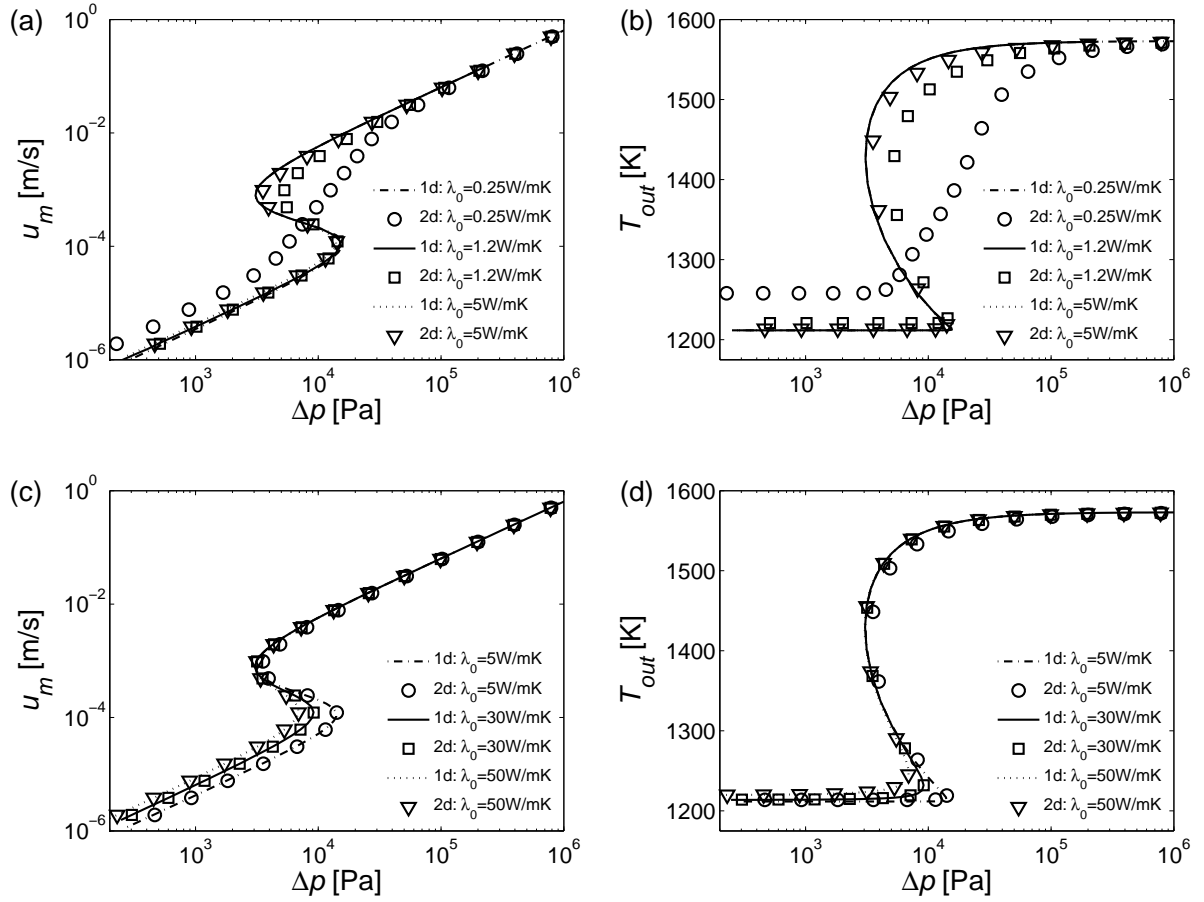 (a)
10^0
10^-2
10^-4
10^-6
u_m [m/s]
10^3 10^4 10^5 10^6
Δp [Pa]
1d: λ_0=0.25W/mK
2d: λ_0=0.25W/mK
1d: λ_0=1.2W/mK
2d: λ_0=1.2W/mK
1d: λ_0=5W/mK
2d: λ_0=5W/mK
(b)
1600
1500
1400
1300
1200
T_out [K]
10^3 10^4 10^5 10^6
Δp [Pa]
1d: λ_0=0.25W/mK
2d: λ_0=0.25W/mK
1d: λ_0=1.2W/mK
2d: λ_0=1.2W/mK
1d: λ_0=5W/mK
2d: λ_0=5W/mK
(c)
10^0
10^-2
10^-4
10^-6
u_m [m/s]
10^3 10^4 10^5 10^6
Δp [Pa]
1d: λ_0=5W/mK
2d: λ_0=5W/mK
1d: λ_0=30W/mK
2d: λ_0=30W/mK
1d: λ_0=50W/mK
2d: λ_0=50W/mK
(d)
1600
1500
1400
1300
1200
T_out [K]
10^3 10^4 10^5 10^6
Δp [Pa]
1d: λ_0=5W/mK
2d: λ_0=5W/mK
1d: λ_0=30W/mK
2d: λ_0=30W/mK
1d: λ_0=50W/mK
2d: λ_0=50W/mK